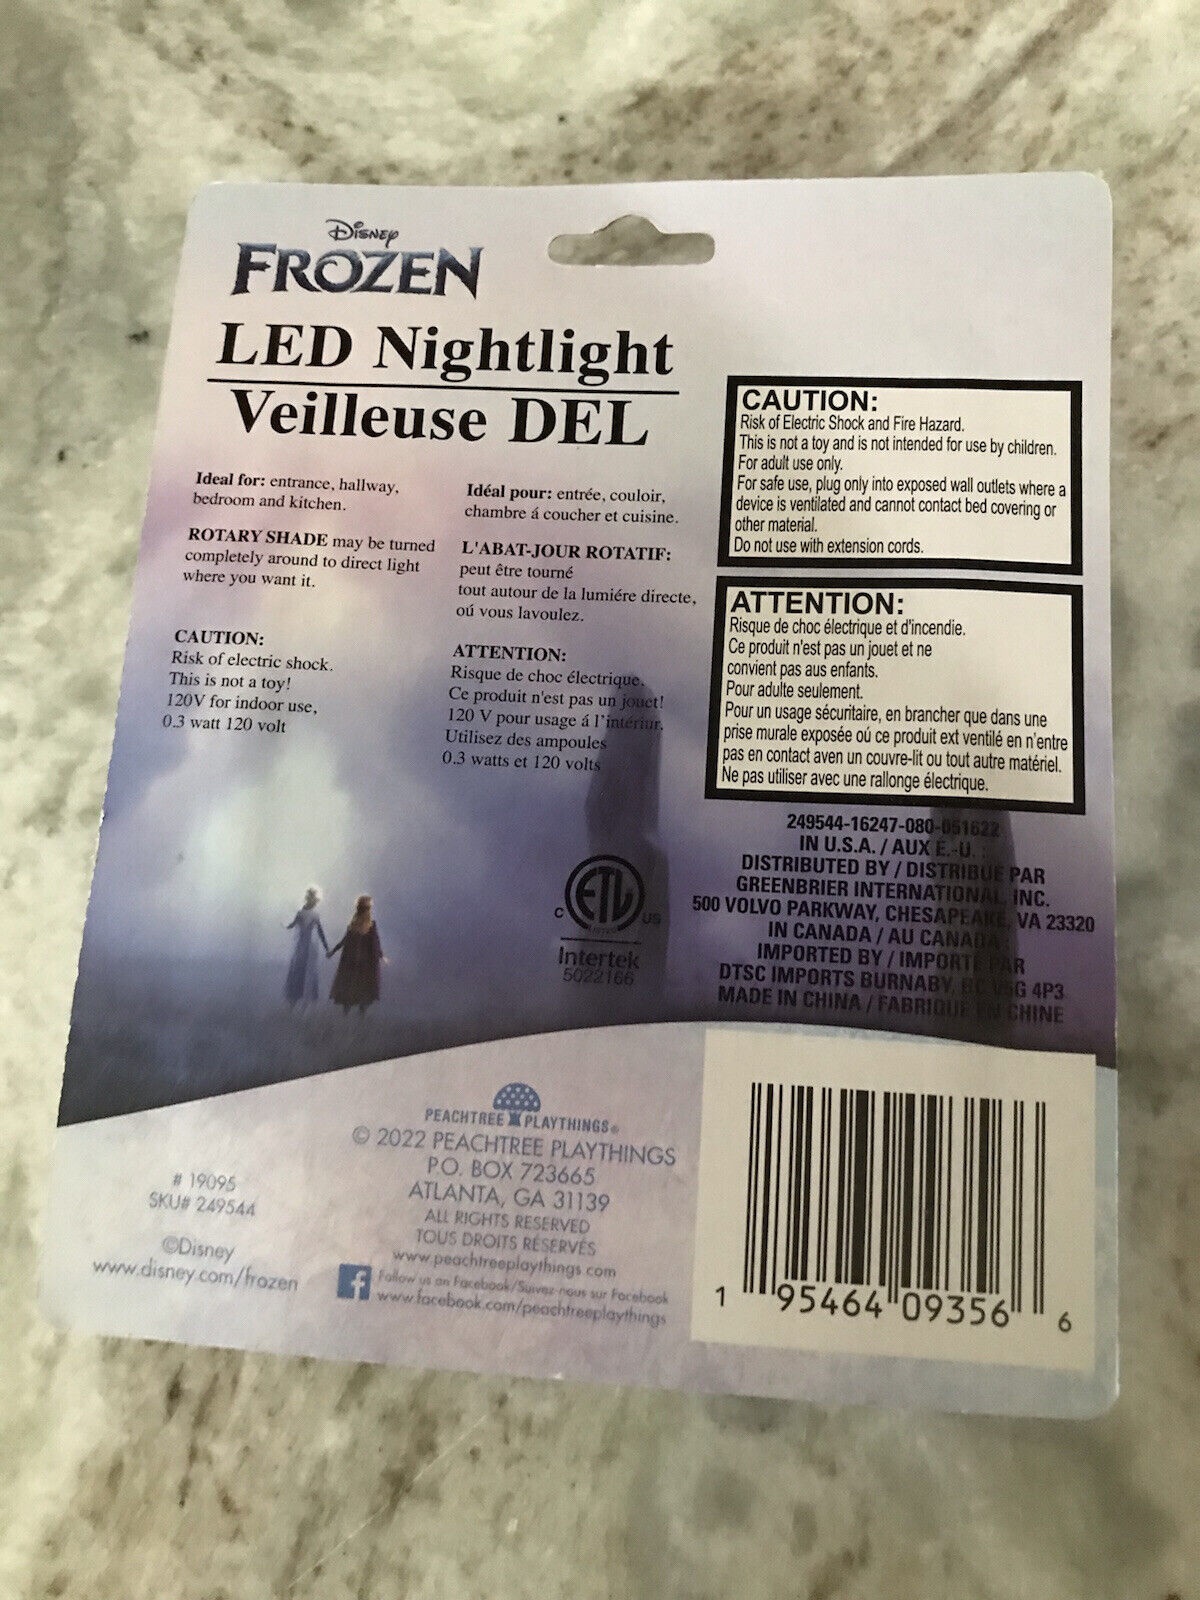 Disney
FROZEN
LED Nightlight
Veilleuse DEL
Ideal for: entrance, hallway,
bedroom and kitchen.
ROTARY SHADE may be turned
completely around to direct light
where you want it.
CAUTION:
Risk of electric shock.
This is not a toy!
120V for indoor use,
0.3 watt 120 volt
Idéal pour: entrée, couloir,
chambre á coucher et cuisine.
L'ABAT-JOUR ROTATIF:
peut être tourné
tout autour de la lumiére directe,
oú vous lavoulez.
ATTENTION:
Risque de choc électrique.
Ce produit n'est pas un jouet!
120 V pour usage á l'intériur.
Utilisez des ampoules
0.3 watts et 120 volts
CAUTION:
Risk of Electric Shock and Fire Hazard.
This is not a toy and is not intended for use by children.
For adult use only.
For safe use, plug only into exposed wall outlets where a
device is ventilated and cannot contact bed covering or
other material.
Do not use with extension cords.
ATTENTION:
Risque de choc électrique et d'incendie.
Ce produit n'est pas un jouet et ne
convient pas aus enfants.
Pour adulte seulement.
Pour un usage sécuritaire, en brancher que dans une
prise murale exposée oú ce produit ext ventilé en n'entre
pas en contact aven un couvre-lit ou tout autre matériel.
Ne pas utiliser avec une rallonge électrique.
249544-16247-080-051622
IN U.S.A. / AUX É.-U. :
DISTRIBUTED BY / DISTRIBUÉ PAR
GREENBRIER INTERNATIONAL, INC.
500 VOLVO PARKWAY, CHESAPEAKE, VA 23320
IN CANADA / AU CANADA :
IMPORTED BY / IMPORTÉ PAR
DTSC IMPORTS BURNABY, BC V5G 4P3
MADE IN CHINA / FABRIQUÉ EN CHINE
C ETL US
LISTED
Intertek
5022166
# 19095
SKU# 249544
©Disney
www.disney.com/frozen
PEACHTREE PLAYTHINGS®
© 2022 PEACHTREE PLAYTHINGS
P.O. BOX 723665
ATLANTA, GA 31139
ALL RIGHTS RESERVED
TOUS DROITS RÉSERVÉS
www.peachtreeplaythings.com
f Follow us on Facebook/Suivez-nous sur Facebook
www.facebook.com/peachtreeplaythings
1 95464 09356 6